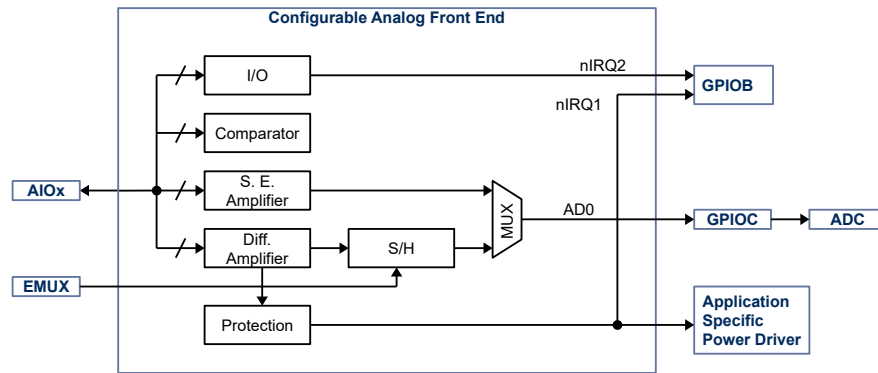 Configurable Analog Front End
I/O
nIRQ2
GPIOB
nIRQ1
Comparator
AIOx
S. E.
Amplifier
MUX
AD0
GPIOC
ADC
Diff.
Amplifier
S/H
EMUX
Protection
Application
Specific
Power Driver